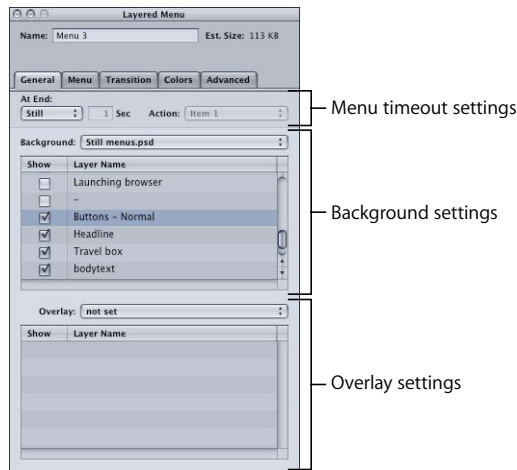 Layered Menu
Name: Menu 3 Est. Size: 113 KB
General Menu Transition Colors Advanced
At End:
Still 1 Sec Action: Item 1
Menu timeout settings
Background: Still menus.psd
Show Layer Name
Launching browser
-
Buttons - Normal
Headline
Travel box
bodytext
Background settings
Overlay: not set
Show Layer Name
Overlay settings